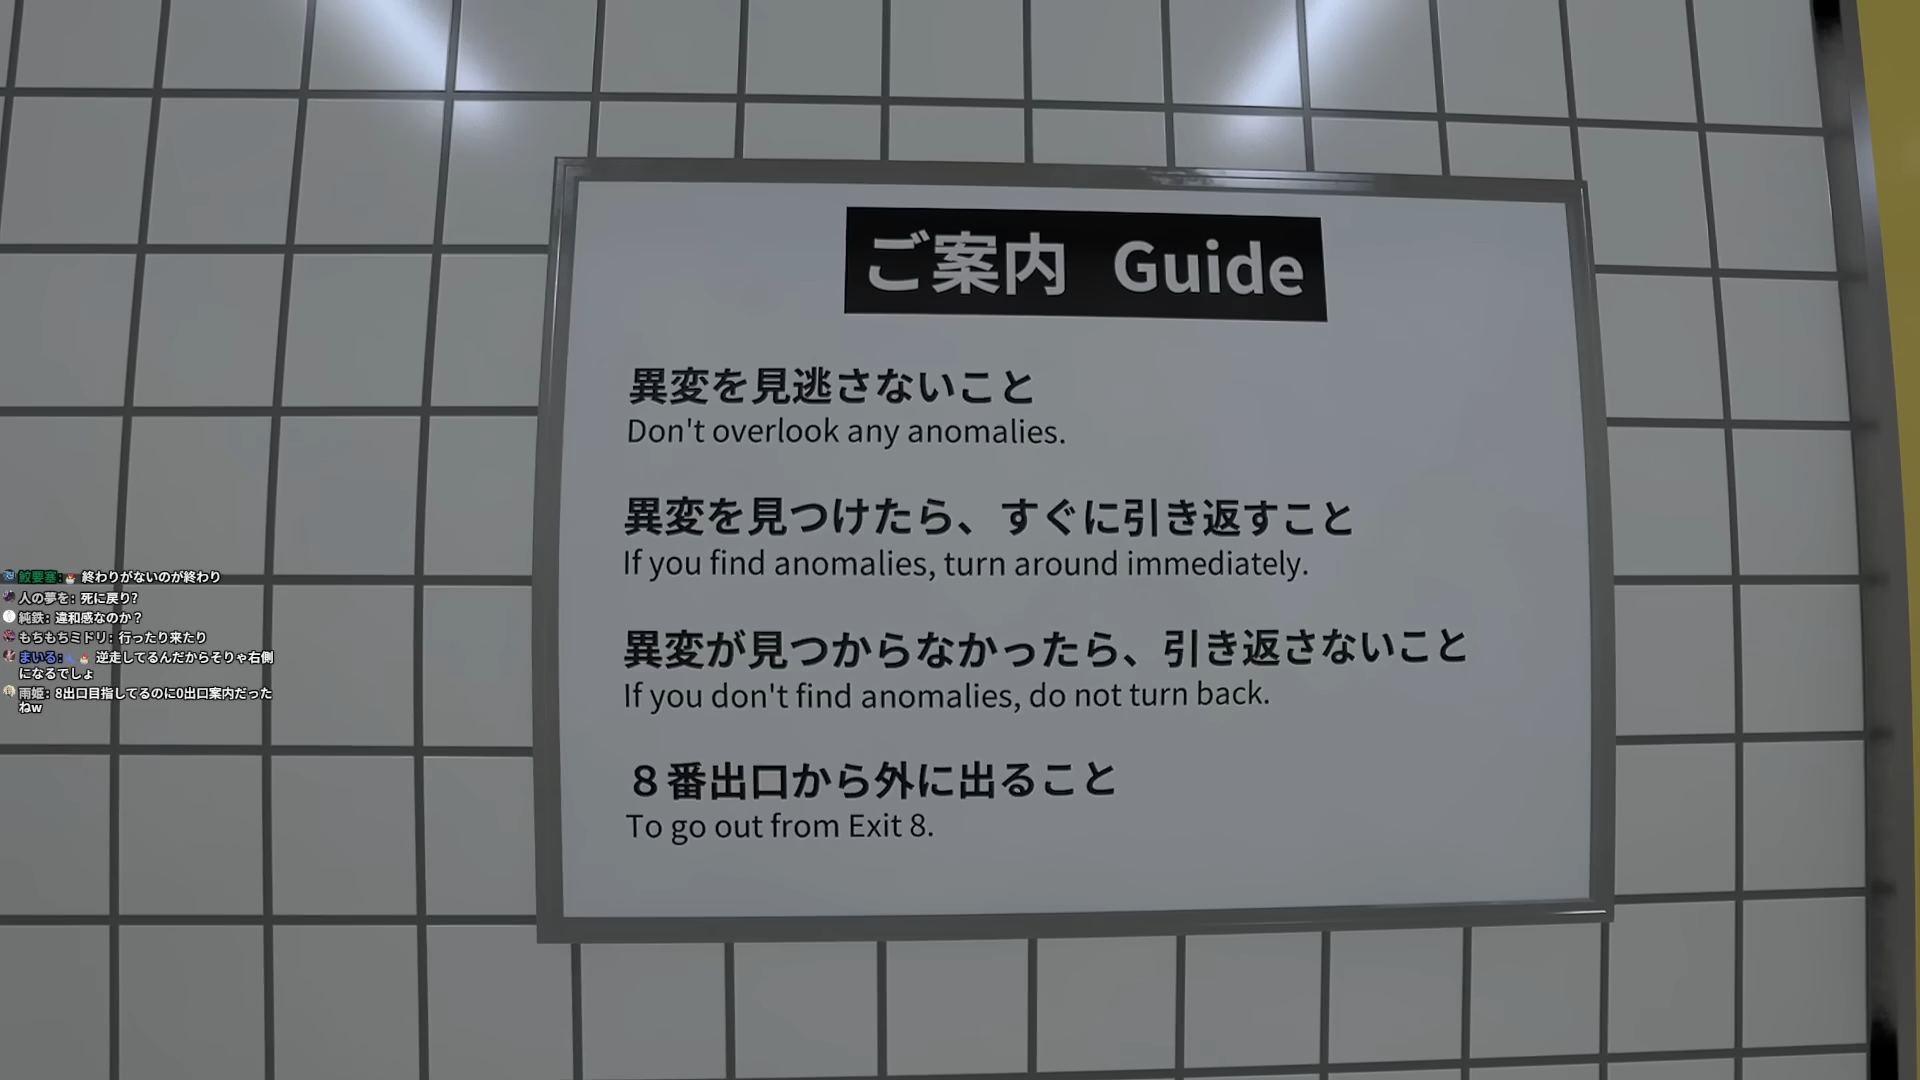 ご案内 Guide
異変を見逃さないこと
Don't overlook any anomalies.
異変を見つけたら、すぐに引き返すこと
If you find anomalies, turn around immediately.
異変が見つからなかったら、引き返さないこと
If you don't find anomalies, do not turn back.
８番出口から外に出ること
To go out from Exit 8.
鮫要塞: 終わりがないのが終わり
人の夢を: 死に戻り?
純鉄: 違和感なのか？
もちもちミドリ: 行ったり来たり
まいる: 逆走してるんだからそりゃ右側
になるでしょ
雨姫: 8出口目指してるのに0出口案内だった
ねw